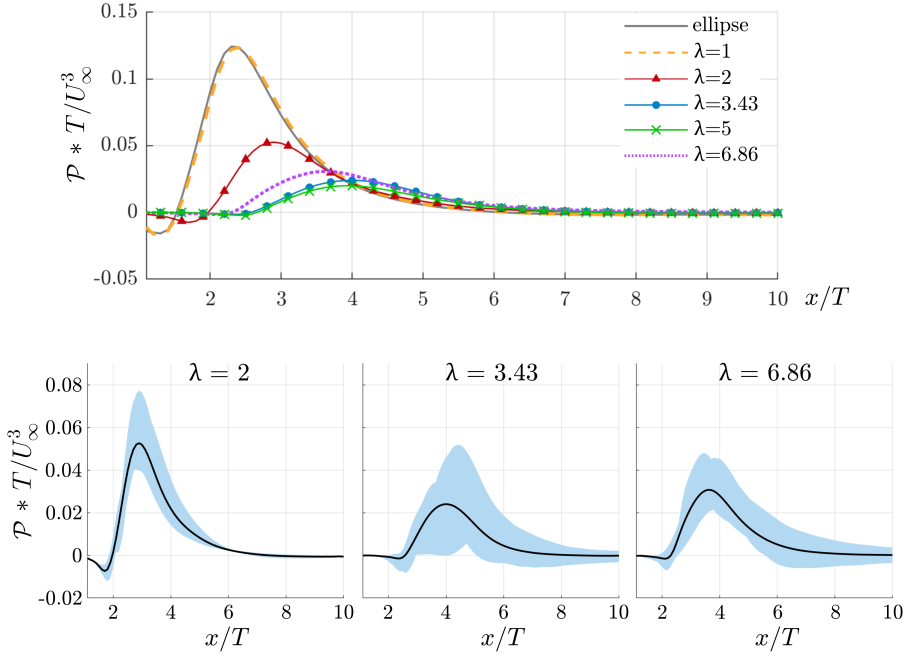 0.15
0.1
0.05
0
-0.05
𝒫 * T/U∞³
ellipse
λ=1
λ=2
λ=3.43
λ=5
λ=6.86
2 3 4 5 6 7 8 9 10 x/T
λ = 2 λ = 3.43 λ = 6.86
0.08
0.06
0.04
0.02
0
-0.02
𝒫 * T/U∞³
2 4 6 8 10 2 4 6 8 10 2 4 6 8 10
x/T x/T x/T